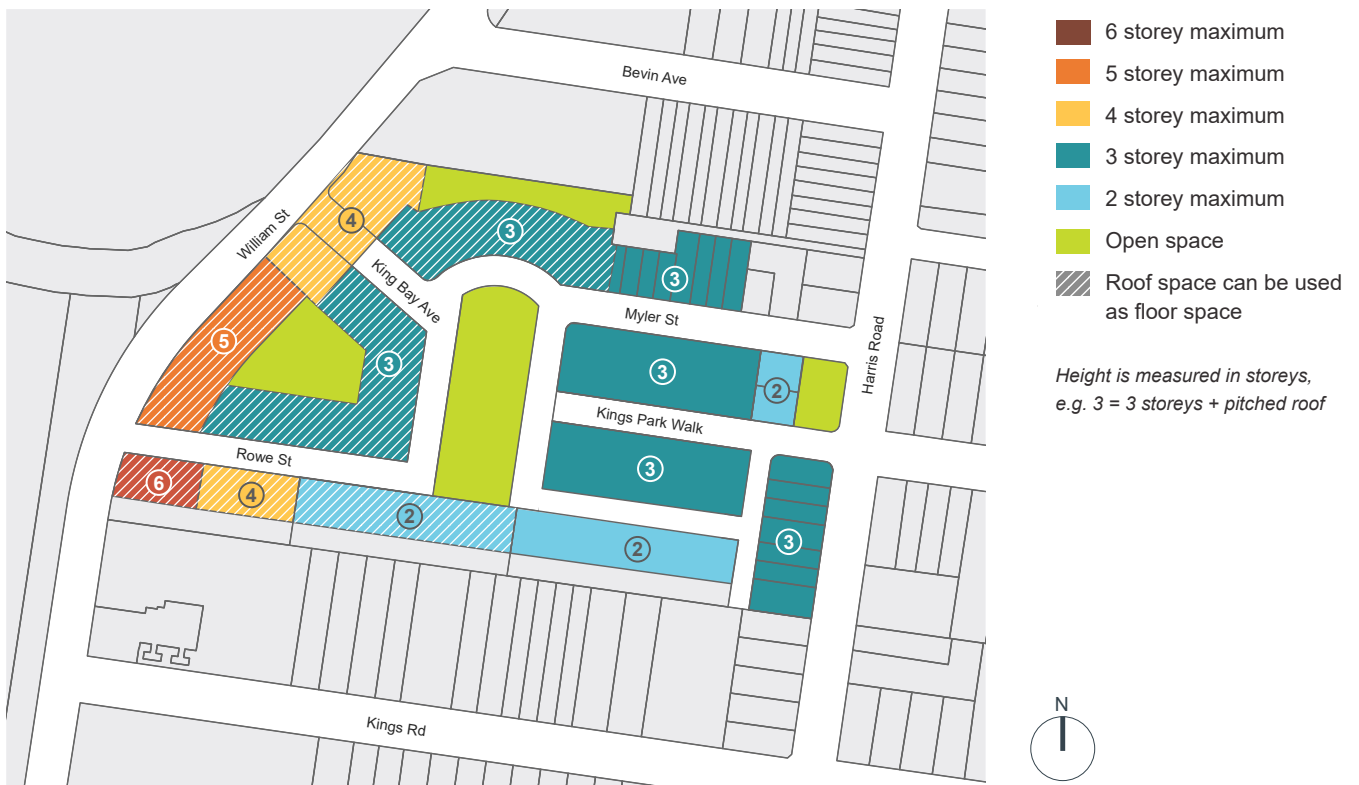 Bevin Ave
William St
4
3
King Bay Ave
3
Myler St
Harris Road
5
3
3
2
Kings Park Walk
3
Rowe St
6
4
2
2
3
Kings Rd
6 storey maximum
5 storey maximum
4 storey maximum
3 storey maximum
2 storey maximum
Open space
Roof space can be used
as floor space
Height is measured in storeys,
e.g. 3 = 3 storeys + pitched roof
N